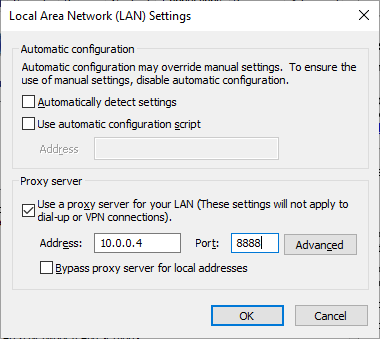 Local Area Network (LAN) Settings
Automatic configuration
Automatic configuration may override manual settings. To ensure the
use of manual settings, disable automatic configuration.
Automatically detect settings
Use automatic configuration script
Address
Proxy server
Use a proxy server for your LAN (These settings will not apply to
dial-up or VPN connections).
Address: 10.0.0.4 Port: 8888 Advanced
Bypass proxy server for local addresses
OK Cancel